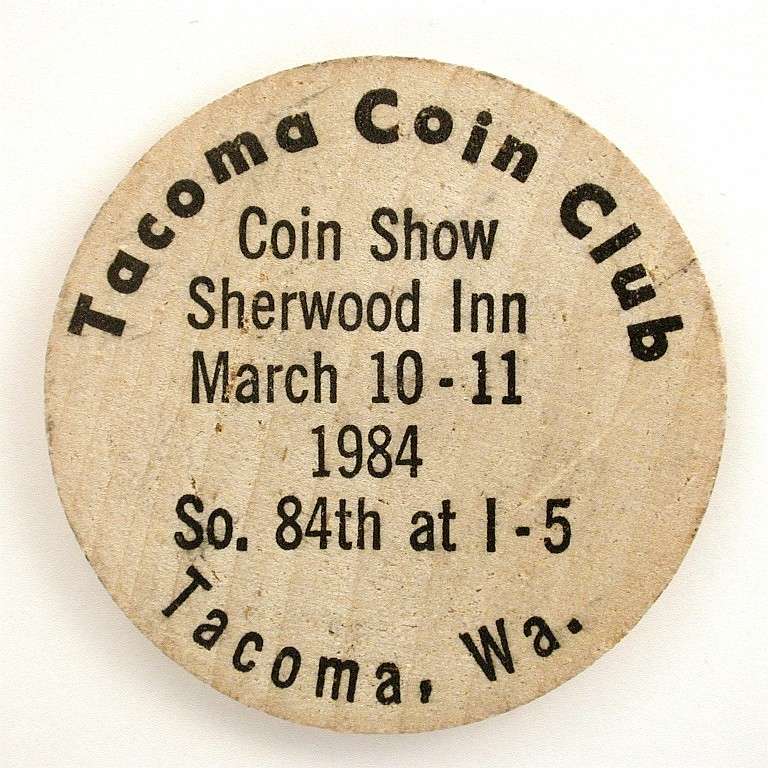 Tacoma Coin Club
Coin Show
Sherwood Inn
March 10-11
1984
So. 84th at I-5
Tacoma, Wa.